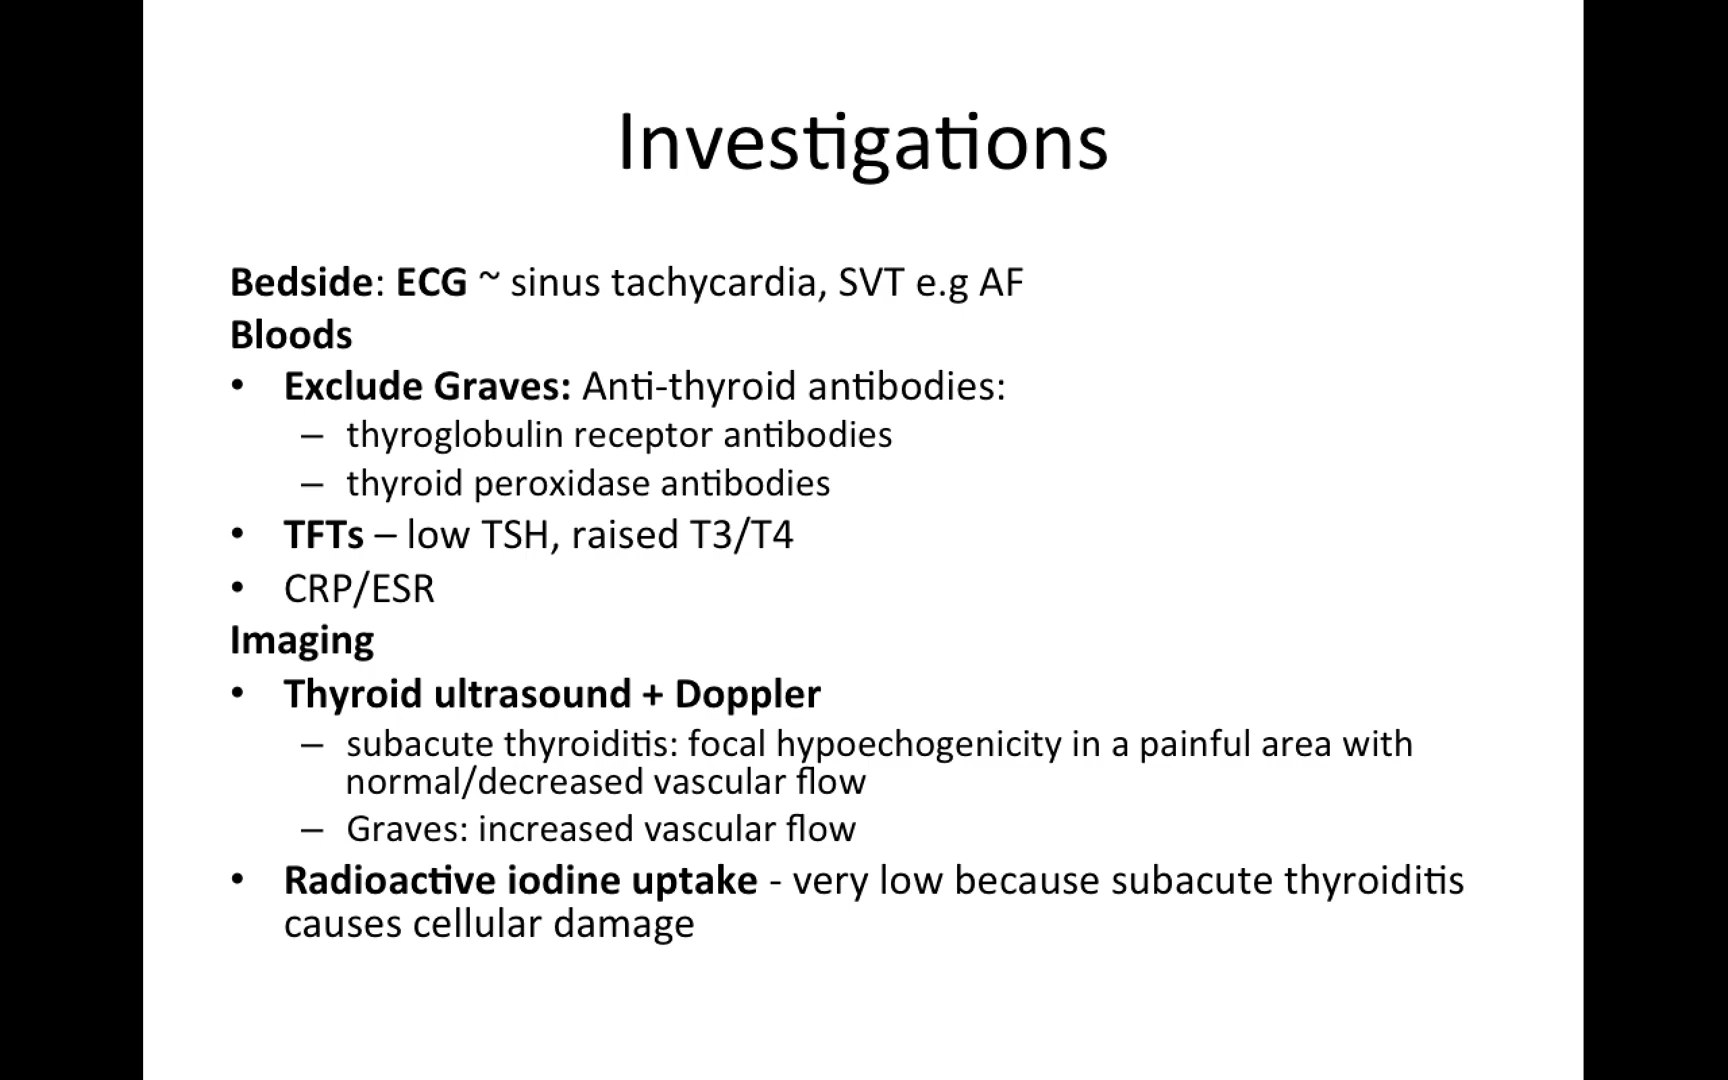 Investigations
Bedside: ECG ~ sinus tachycardia, SVT e.g AF
Bloods
• Exclude Graves: Anti-thyroid antibodies:
– thyroglobulin receptor antibodies
– thyroid peroxidase antibodies
• TFTs – low TSH, raised T3/T4
• CRP/ESR
Imaging
• Thyroid ultrasound + Doppler
– subacute thyroiditis: focal hypoechogenicity in a painful area with
normal/decreased vascular flow
– Graves: increased vascular flow
• Radioactive iodine uptake - very low because subacute thyroiditis
causes cellular damage